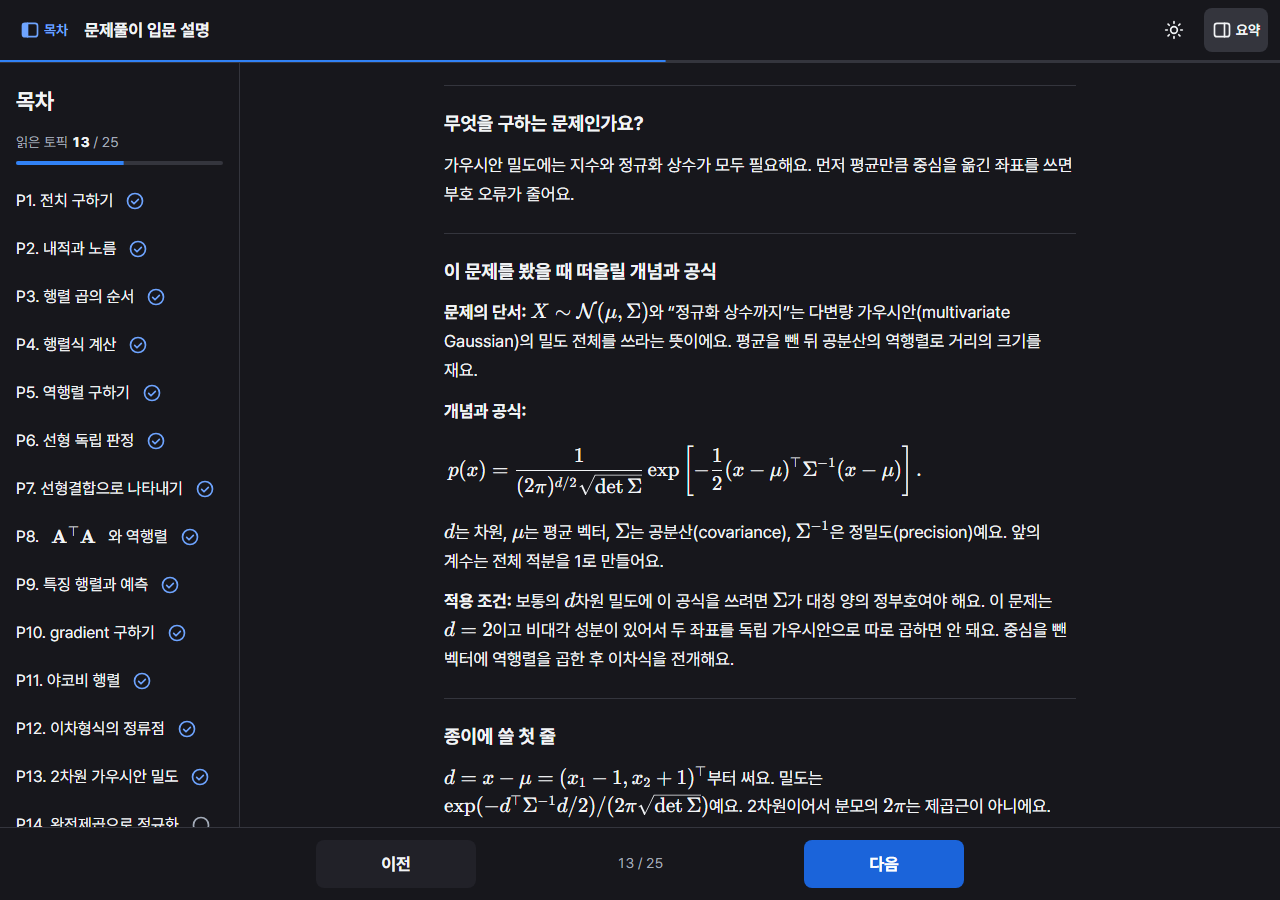 목차 문제풀이 입문 설명 요약
목차
읽은 토픽 13 / 25
P1. 전치 구하기
P2. 내적과 노름
P3. 행렬 곱의 순서
P4. 행렬식 계산
P5. 역행렬 구하기
P6. 선형 독립 판정
P7. 선형결합으로 나타내기
P8. A⊤A 와 역행렬
P9. 특징 행렬과 예측
P10. gradient 구하기
P11. 야코비 행렬
P12. 이차형식의 정류점
P13. 2차원 가우시안 밀도
P14. 완전제곱으로 정규화
무엇을 구하는 문제인가요?
가우시안 밀도에는 지수와 정규화 상수가 모두 필요해요. 먼저 평균만큼 중심을 옮긴 좌표를 쓰면
부호 오류가 줄어요.
이 문제를 봤을 때 떠올릴 개념과 공식
문제의 단서: X ∼ 𝒩(μ, Σ)와 “정규화 상수까지”는 다변량 가우시안(multivariate
Gaussian)의 밀도 전체를 쓰라는 뜻이에요. 평균을 뺀 뒤 공분산의 역행렬로 거리의 크기를
재요.
개념과 공식:
p(x) = 1 / ((2π)^{d/2} √(det Σ)) exp[−1/2 (x − μ)⊤ Σ⁻¹ (x − μ)].
d는 차원, μ는 평균 벡터, Σ는 공분산(covariance), Σ⁻¹은 정밀도(precision)예요. 앞의
계수는 전체 적분을 1로 만들어요.
적용 조건: 보통의 d차원 밀도에 이 공식을 쓰려면 Σ가 대칭 양의 정부호여야 해요. 이 문제는
d = 2이고 비대각 성분이 있어서 두 좌표를 독립 가우시안으로 따로 곱하면 안 돼요. 중심을 뺀
벡터에 역행렬을 곱한 후 이차식을 전개해요.
종이에 쓸 첫 줄
d = x − μ = (x₁ − 1, x₂ + 1)⊤부터 써요. 밀도는
exp(−d⊤Σ⁻¹d/2)/(2π√(det Σ))예요. 2차원이어서 분모의 2π는 제곱근이 아니에요.
이전 13 / 25 다음